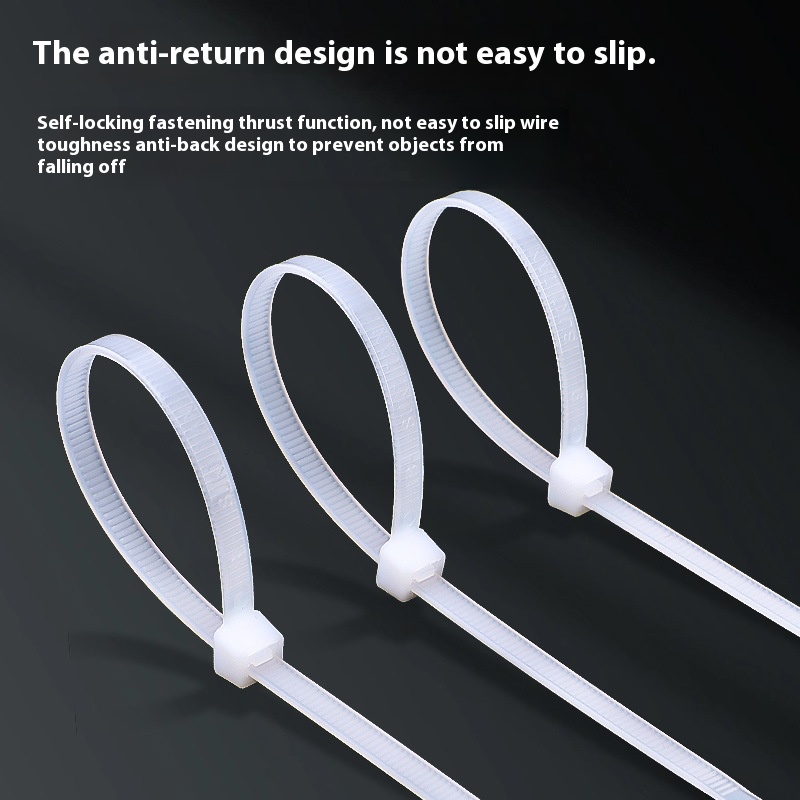 The anti-return design is not easy to slip.
Self-locking fastening thrust function, not easy to slip wire
toughness anti-back design to prevent objects from
falling off